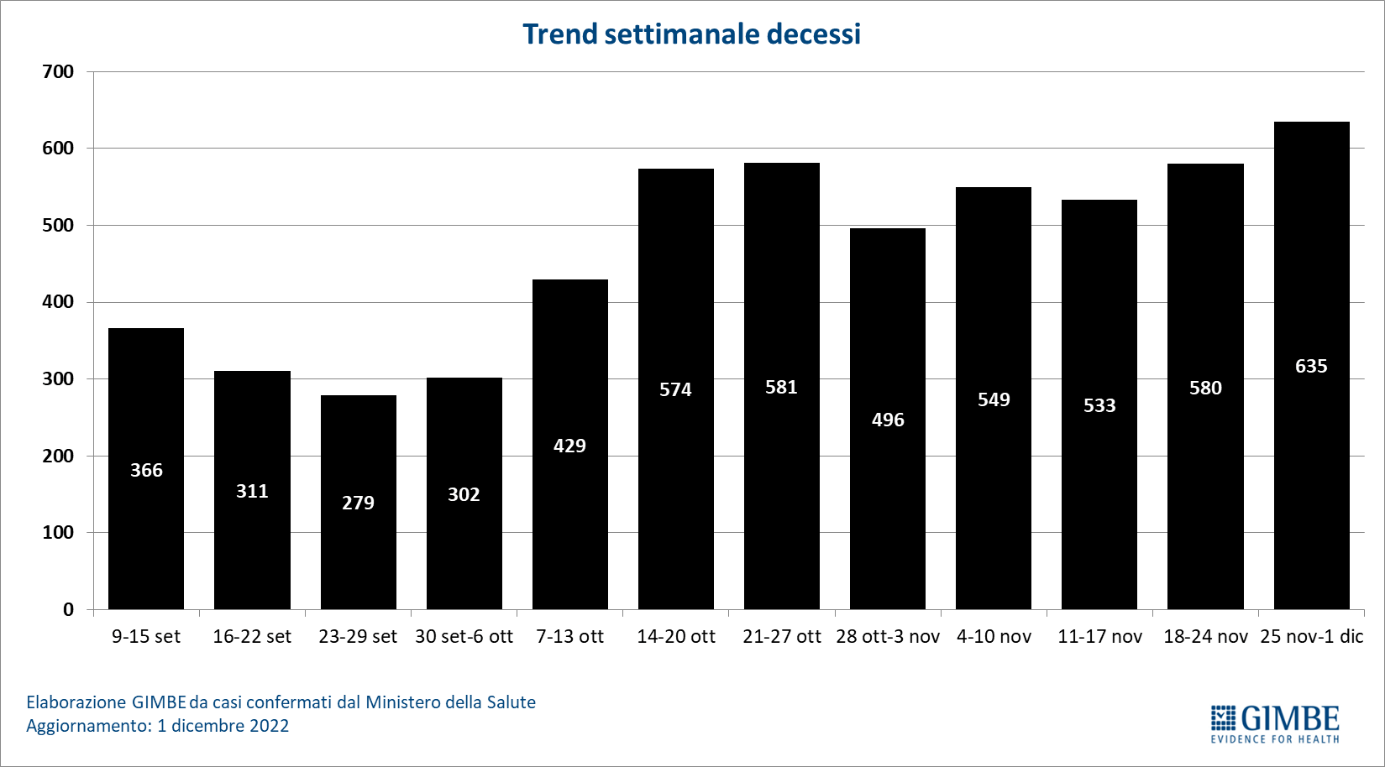 Trend settimanale decessi
700
600
500
400
300
200
100
0
366
311
279
302
429
574
581
496
549
533
580
635
9-15 set
16-22 set
23-29 set
30 set-6 ott
7-13 ott
14-20 ott
21-27 ott
28 ott-3 nov
4-10 nov
11-17 nov
18-24 nov
25 nov-1 dic
Elaborazione GIMBE da casi confermati dal Ministero della Salute
Aggiornamento: 1 dicembre 2022
GIMBE
EVIDENCE FOR HEALTH